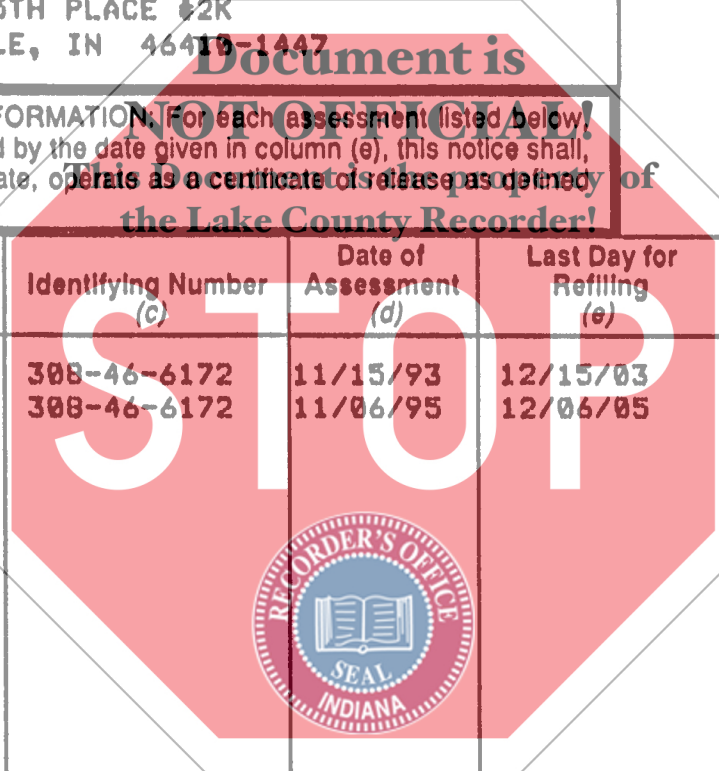 5TH PLACE #2K
LE, IN 46410-1447
Document is
NOT OFFICIAL!
This Document is the property of
the Lake County Recorder!
FORMATION: For each assessment listed below,
d by the date given in column (e), this notice shall,
ate, operate as a certificate of release as defined
Identifying Number
(c)
Date of
Assessment
(d)
Last Day for
Refiling
(e)
308-46-6172 11/15/93 12/15/03
308-46-6172 11/06/95 12/06/05
STOP
RECORDER'S OFFICE
SEAL
INDIANA